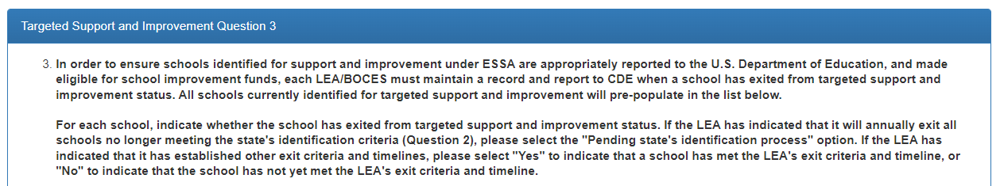 Targeted Support and Improvement Question 3
3. In order to ensure schools identified for support and improvement under ESSA are appropriately reported to the U.S. Department of Education, and made
eligible for school improvement funds, each LEA/BOCES must maintain a record and report to CDE when a school has exited from targeted support and
improvement status. All schools currently identified for targeted support and improvement will pre-populate in the list below.
For each school, indicate whether the school has exited from targeted support and improvement status. If the LEA has indicated that it will annually exit all
schools no longer meeting the state's identification criteria (Question 2), please select the "Pending state's identification process" option. If the LEA has
indicated that it has established other exit criteria and timelines, please select "Yes" to indicate that a school has met the LEA's exit criteria and timeline, or
"No" to indicate that the school has not yet met the LEA's exit criteria and timeline.